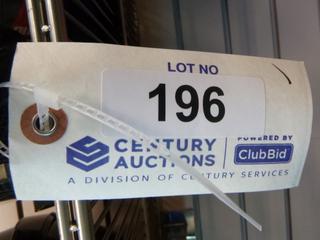 LOT NO
196
CENTURY
AUCTIONS
POWERED BY
ClubBid
A DIVISION OF CENTURY SERVICES